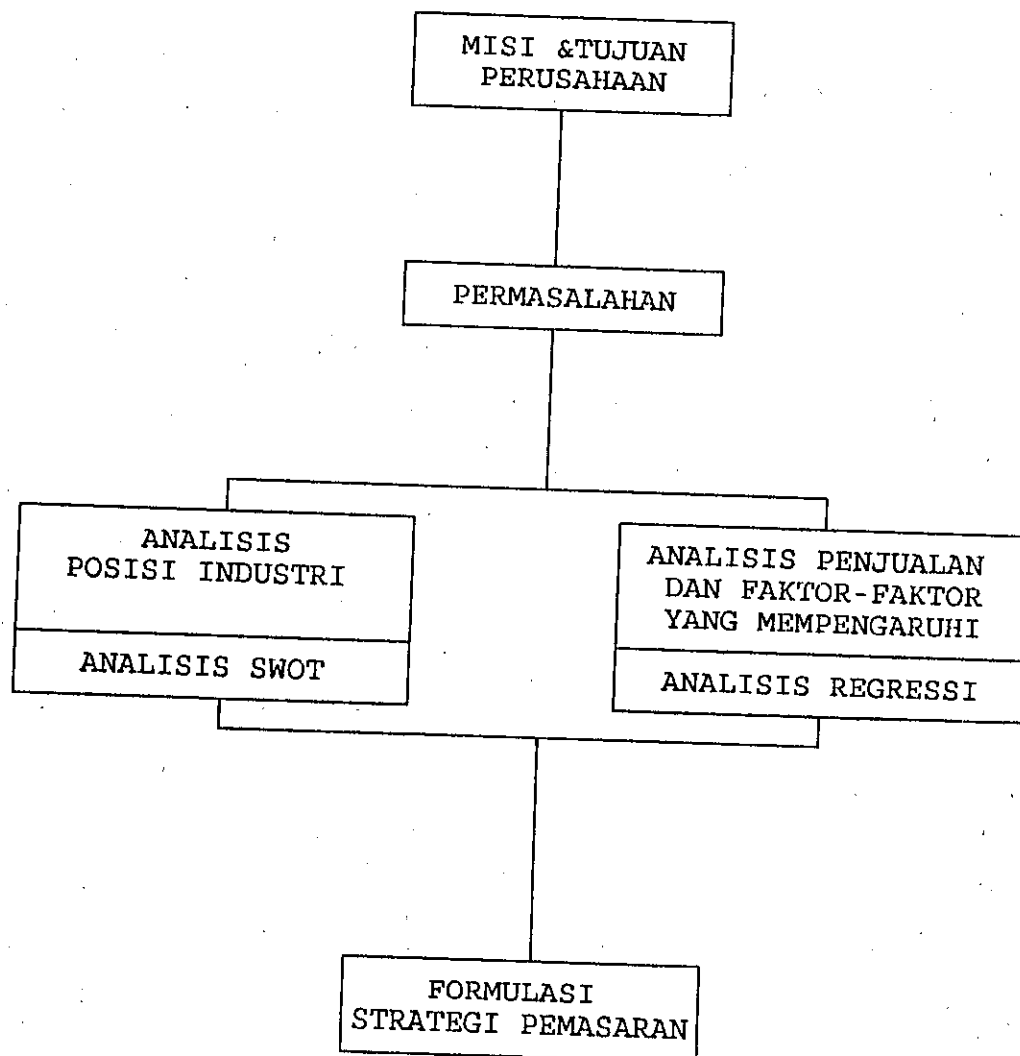 MISI &TUJUAN
PERUSAHAAN
PERMASALAHAN
ANALISIS
POSISI INDUSTRI
ANALISIS SWOT
ANALISIS PENJUALAN
DAN FAKTOR-FAKTOR
YANG MEMPENGARUHI
ANALISIS REGRESSI
FORMULASI
STRATEGI PEMASARAN